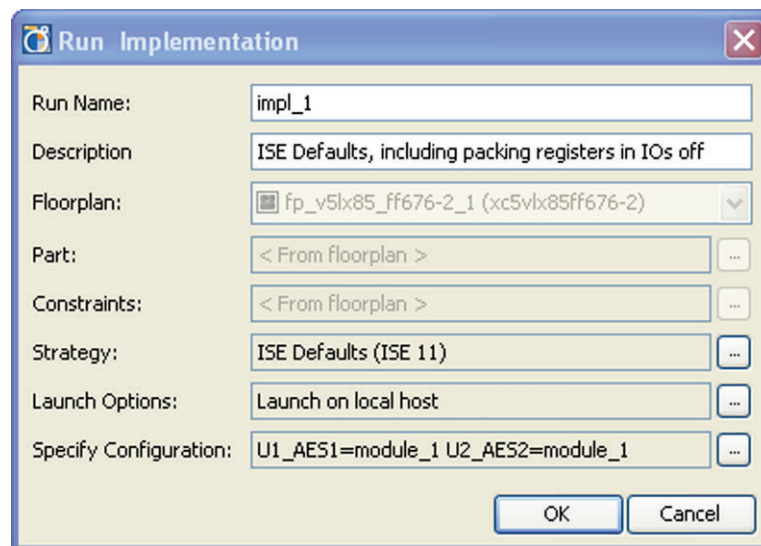 Run Implementation
Run Name: impl_1
Description ISE Defaults, including packing registers in IOs off
Floorplan: fp_v5lx85_ff676-2_1 (xc5vlx85ff676-2)
Part: < From floorplan > ...
Constraints: < From floorplan > ...
Strategy: ISE Defaults (ISE 11) ...
Launch Options: Launch on local host ...
Specify Configuration: U1_AES1=module_1 U2_AES2=module_1 ...
OK Cancel